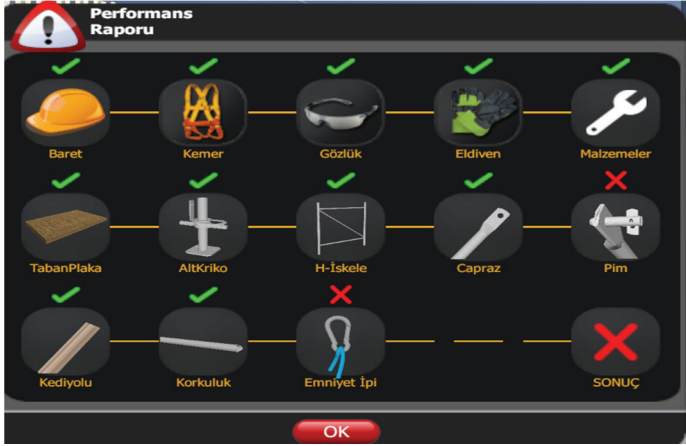 Performans
Raporu
Baret
Kemer
Gözlük
Eldiven
Malzemeler
TabanPlaka
AltKriko
H-İskele
Capraz
Pim
Kediyolu
Korkuluk
Emniyet İpi
SONUÇ
OK